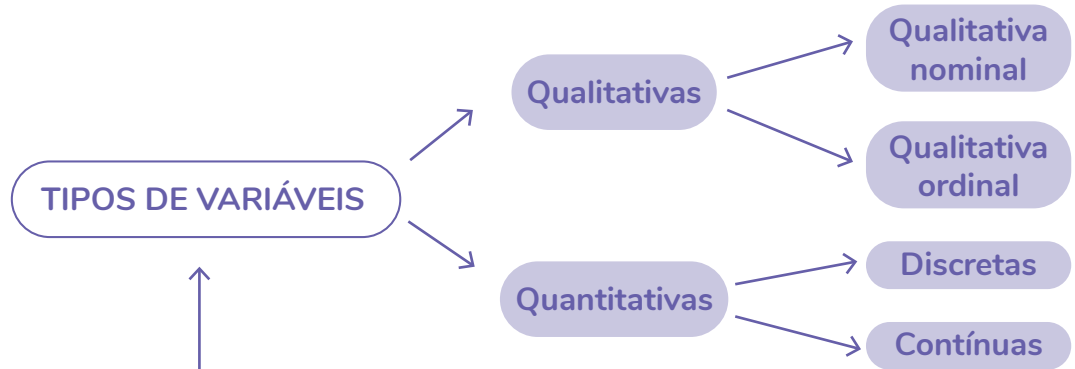 TIPOS DE VARIÁVEIS
Qualitativas
Qualitativa
nominal
Qualitativa
ordinal
Quantitativas
Discretas
Contínuas